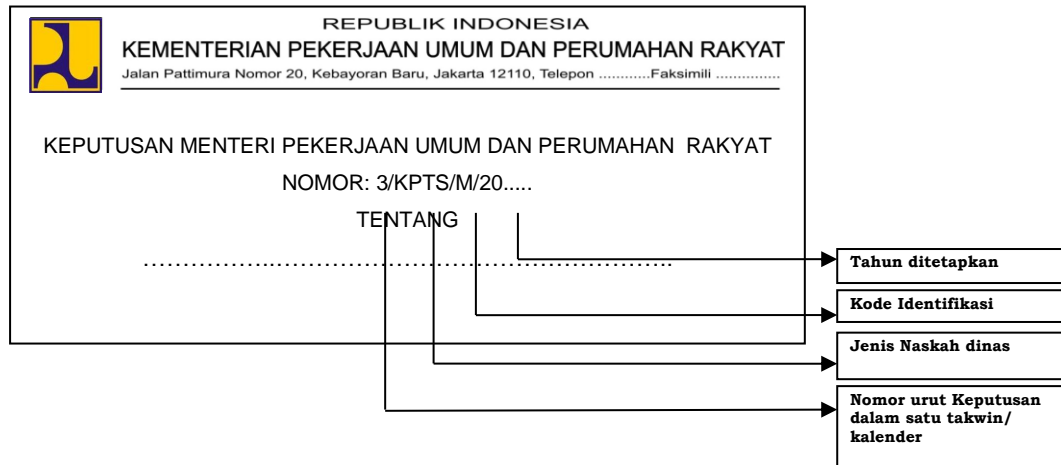 REPUBLIK INDONESIA
KEMENTERIAN PEKERJAAN UMUM DAN PERUMAHAN RAKYAT
Jalan Pattimura Nomor 20, Kebayoran Baru, Jakarta 12110, Telepon ............Faksimili ...............
KEPUTUSAN MENTERI PEKERJAAN UMUM DAN PERUMAHAN RAKYAT
NOMOR: 3/KPTS/M/20.....
TENTANG
……………..…………………………………………………….
Tahun ditetapkan
Kode Identifikasi
Jenis Naskah dinas
Nomor urut Keputusan
dalam satu takwin/
kalender